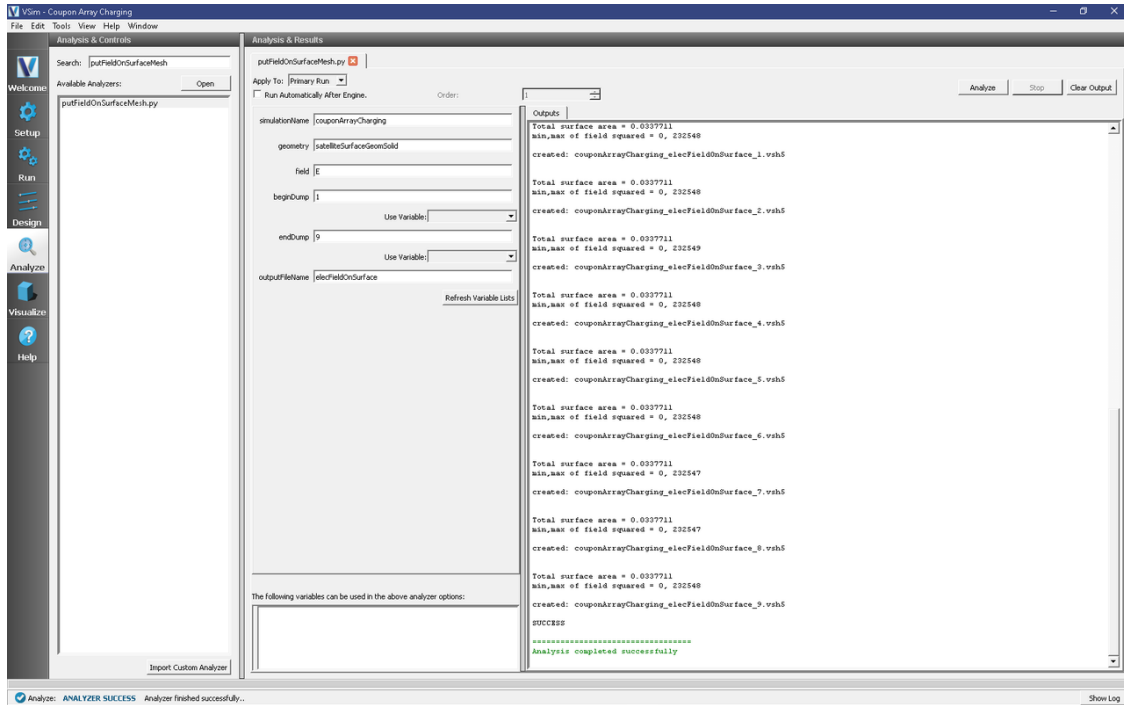 VSim - Coupon Array Charging
File Edit Tools View Help Window
Analysis & Controls
Analysis & Results
Welcome
Setup
Run
Design
Analyze
Visualize
Help
Search: putFieldOnSurfaceMesh
Available Analyzers: Open
putFieldOnSurfaceMesh.py
Import Custom Analyzer
putFieldOnSurfaceMesh.py
Apply To: Primary Run
Run Automatically After Engine. Order: 1
Analyze Stop Clear Output
simulationName couponArrayCharging
geometry satelliteSurfaceGeomSolid
field E
beginDump 1
Use Variable:
endDump 9
Use Variable:
outputFileName elecFieldOnSurface
Refresh Variable Lists
The following variables can be used in the above analyzer options:
Outputs
Total surface area = 0.0337711
min,max of field squared = 0, 232548
created: couponArrayCharging_elecFieldOnSurface_1.vsh5
Total surface area = 0.0337711
min,max of field squared = 0, 232548
created: couponArrayCharging_elecFieldOnSurface_2.vsh5
Total surface area = 0.0337711
min,max of field squared = 0, 232549
created: couponArrayCharging_elecFieldOnSurface_3.vsh5
Total surface area = 0.0337711
min,max of field squared = 0, 232548
created: couponArrayCharging_elecFieldOnSurface_4.vsh5
Total surface area = 0.0337711
min,max of field squared = 0, 232548
created: couponArrayCharging_elecFieldOnSurface_5.vsh5
Total surface area = 0.0337711
min,max of field squared = 0, 232548
created: couponArrayCharging_elecFieldOnSurface_6.vsh5
Total surface area = 0.0337711
min,max of field squared = 0, 232547
created: couponArrayCharging_elecFieldOnSurface_7.vsh5
Total surface area = 0.0337711
min,max of field squared = 0, 232547
created: couponArrayCharging_elecFieldOnSurface_8.vsh5
Total surface area = 0.0337711
min,max of field squared = 0, 232548
created: couponArrayCharging_elecFieldOnSurface_9.vsh5
SUCCESS
==================================
Analysis completed successfully
Analyze: ANALYZER SUCCESS Analyzer finished successfully..
Show Log